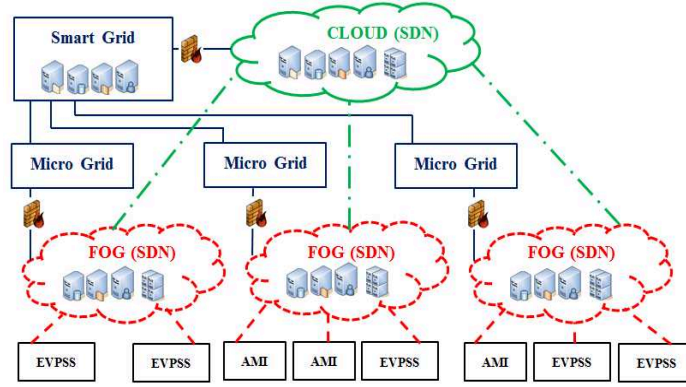 Smart Grid
CLOUD (SDN)
Micro Grid
Micro Grid
Micro Grid
FOG (SDN)
FOG (SDN)
FOG (SDN)
EVPSS
EVPSS
AMI
AMI
EVPSS
AMI
EVPSS
EVPSS